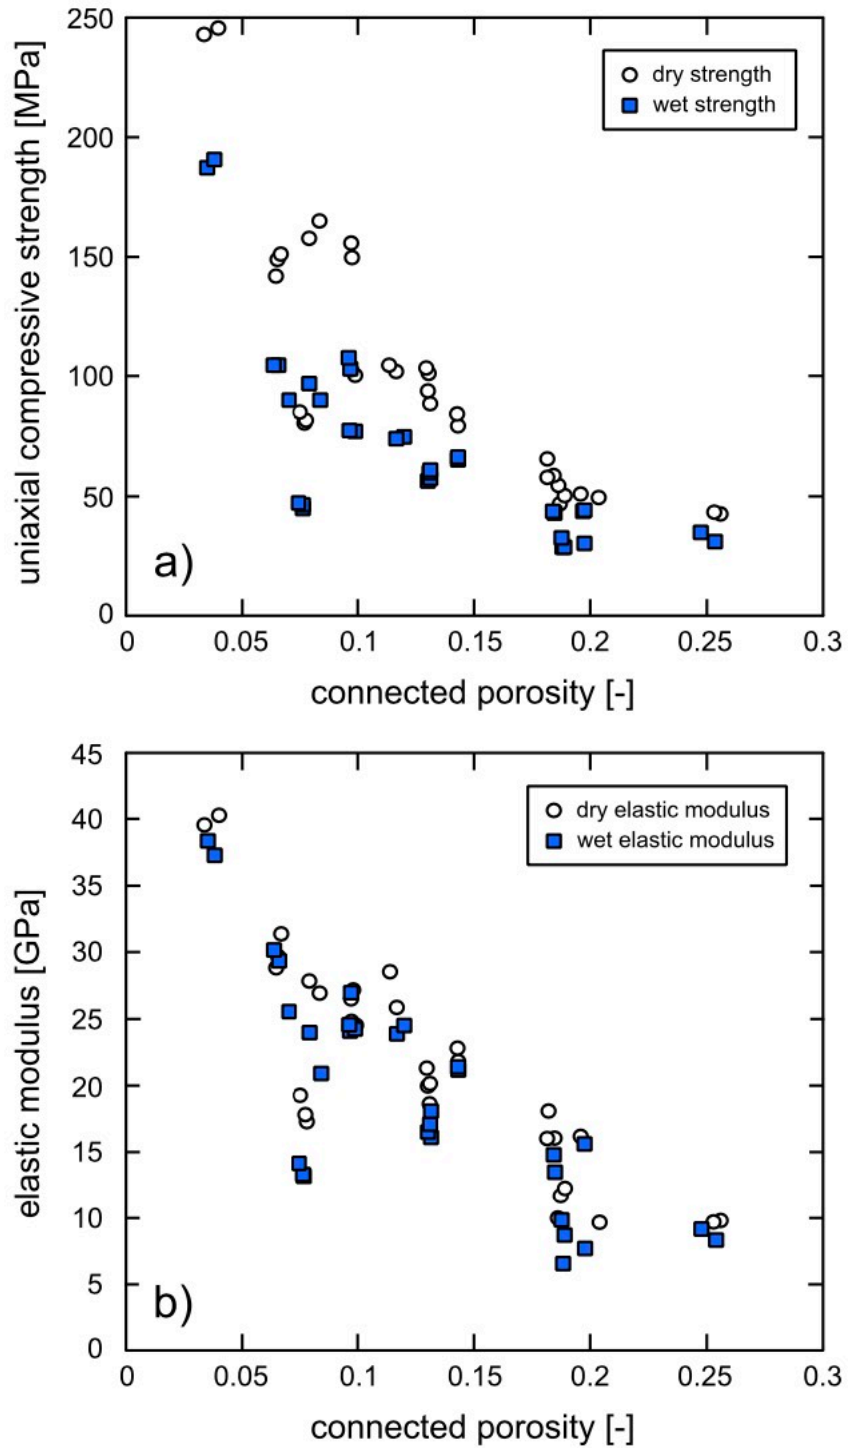 250
200
150
100
50
0
uniaxial compressive strength [MPa]
dry strength
wet strength
a)
0 0.05 0.1 0.15 0.2 0.25 0.3
connected porosity [-]
45
40
35
30
25
20
15
10
5
0
elastic modulus [GPa]
dry elastic modulus
wet elastic modulus
b)
0 0.05 0.1 0.15 0.2 0.25 0.3
connected porosity [-]